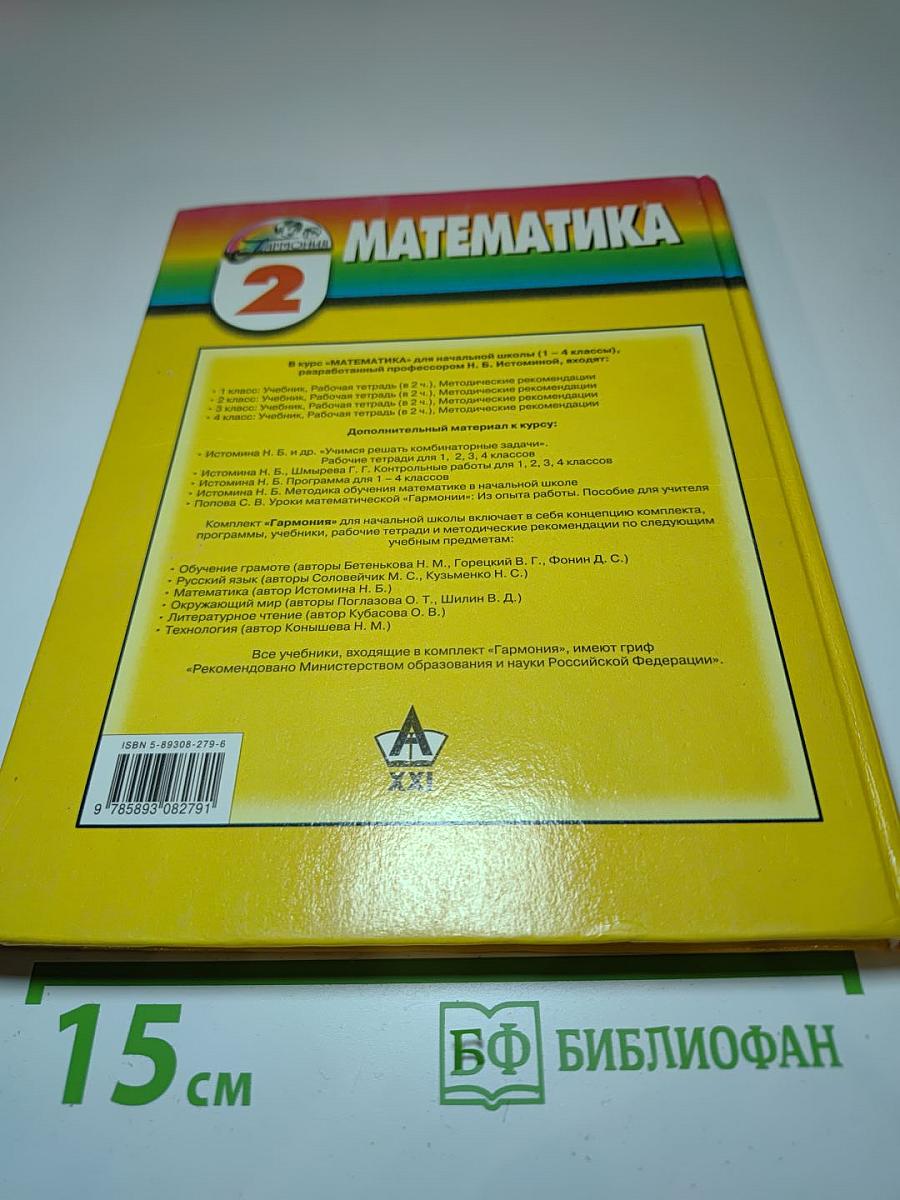 Гармония
МАТЕМАТИКА
2
В курс «МАТЕМАТИКА» для начальной школы (1 – 4 классы),
разработанный профессором Н. Б. Истоминой, входят:
• 1 класс: Учебник, Рабочая тетрадь (в 2 ч.), Методические рекомендации
• 2 класс: Учебник, Рабочая тетрадь (в 2 ч.), Методические рекомендации
• 3 класс: Учебник, Рабочая тетрадь (в 2 ч.), Методические рекомендации
• 4 класс: Учебник, Рабочая тетрадь (в 2 ч.), Методические рекомендации
Дополнительный материал к курсу:
• Истомина Н. Б. и др. «Учимся решать комбинаторные задачи».
Рабочие тетради для 1, 2, 3, 4 классов
• Истомина Н. Б., Шмырева Г. Г. Контрольные работы для 1, 2, 3, 4 классов
• Истомина Н. Б. Программа для 1 – 4 классов
• Истомина Н. Б. Методика обучения математике в начальной школе
• Попова С. В. Уроки математической «Гармонии»: Из опыта работы. Пособие для учителя
Комплект «Гармония» для начальной школы включает в себя концепцию комплекта,
программы, учебники, рабочие тетради и методические рекомендации по следующим
учебным предметам:
• Обучение грамоте (авторы Бетенькова Н. М., Горецкий В. Г., Фонин Д. С.)
• Русский язык (авторы Соловейчик М. С., Кузьменко Н. С.)
• Математика (автор Истомина Н. Б.)
• Окружающий мир (авторы Поглазова О. Т., Шилин В. Д.)
• Литературное чтение (автор Кубасова О. В.)
• Технология (автор Конышева Н. М.)
Все учебники, входящие в комплект «Гармония», имеют гриф
«Рекомендовано Министерством образования и науки Российской Федерации».
А
XXI
ISBN 5-89308-279-6
9 785893 082791
15 см
БФ БИБЛИОФАН